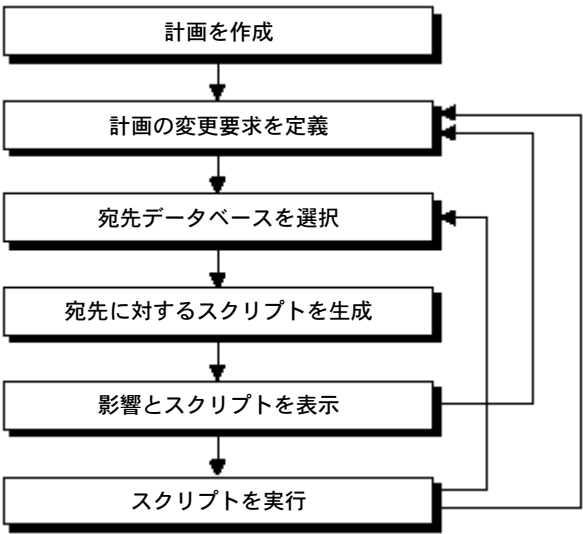 計画を作成
計画の変更要求を定義
宛先データベースを選択
宛先に対するスクリプトを生成
影響とスクリプトを表示
スクリプトを実行